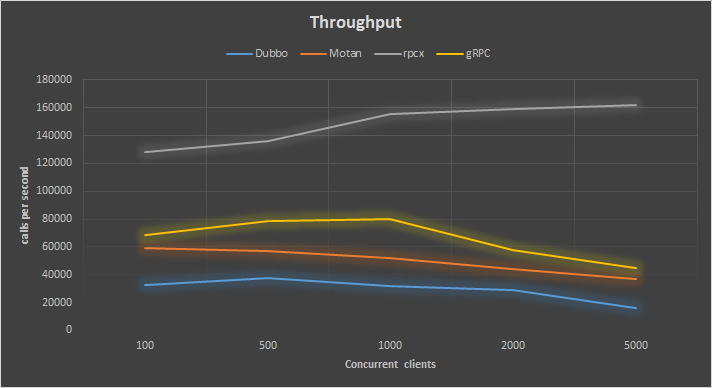 Throughput
Dubbo Motan rpcx gRPC
180000
160000
140000
120000
100000
80000
60000
40000
20000
0
calls per second
100 500 1000 2000 5000
Concurrent clients